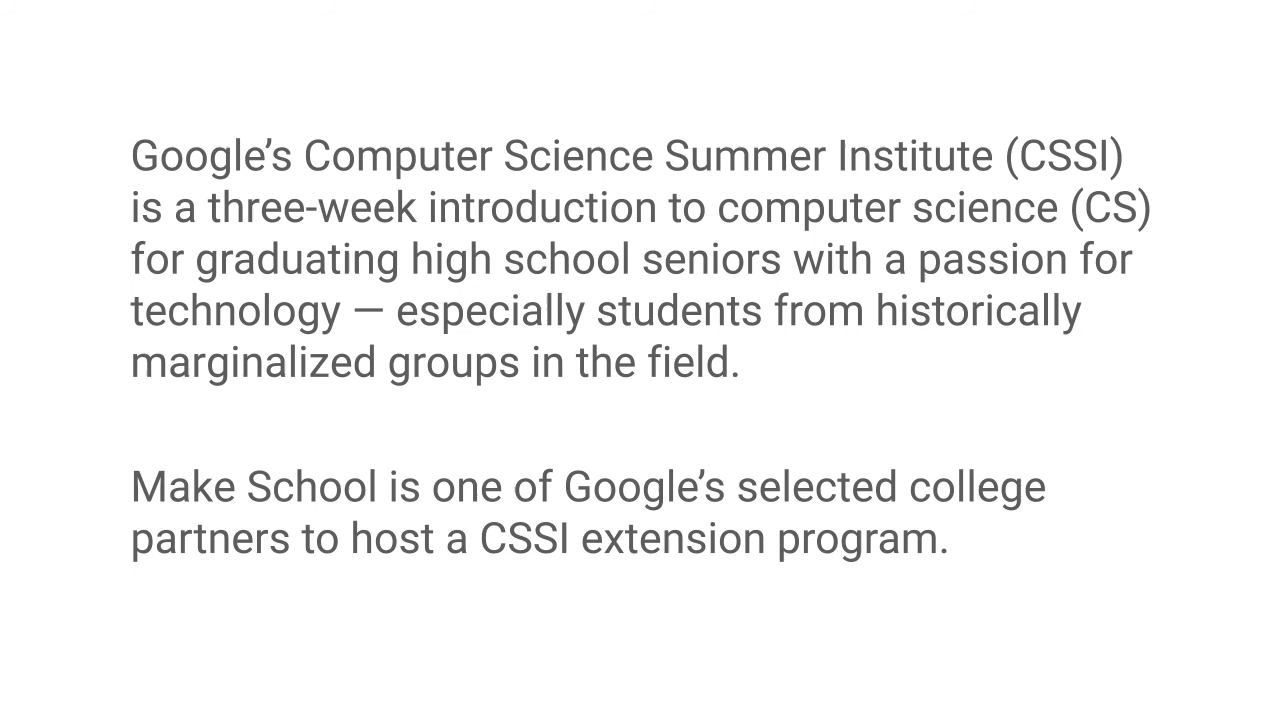 Google’s Computer Science Summer Institute (CSSI)
is a three-week introduction to computer science (CS)
for graduating high school seniors with a passion for
technology — especially students from historically
marginalized groups in the field.
Make School is one of Google’s selected college
partners to host a CSSI extension program.